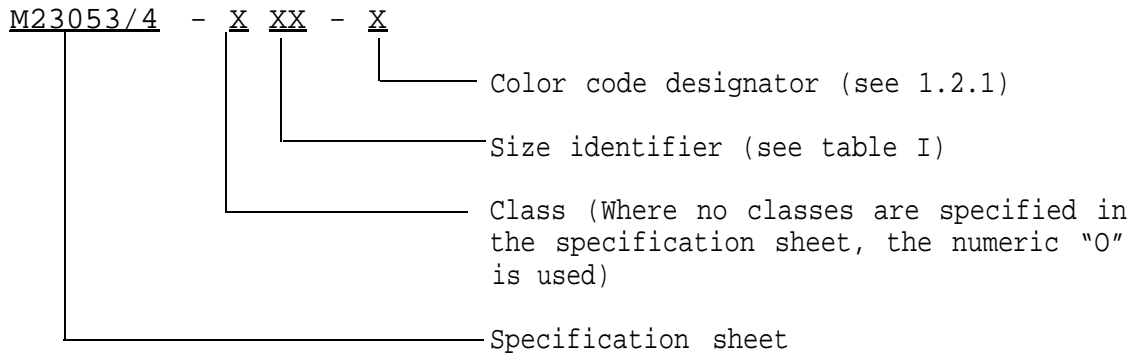 M23053/4 - X XX - X
Color code designator (see 1.2.1)
Size identifier (see table I)
Class (Where no classes are specified in
the specification sheet, the numeric “O”
is used)
Specification sheet